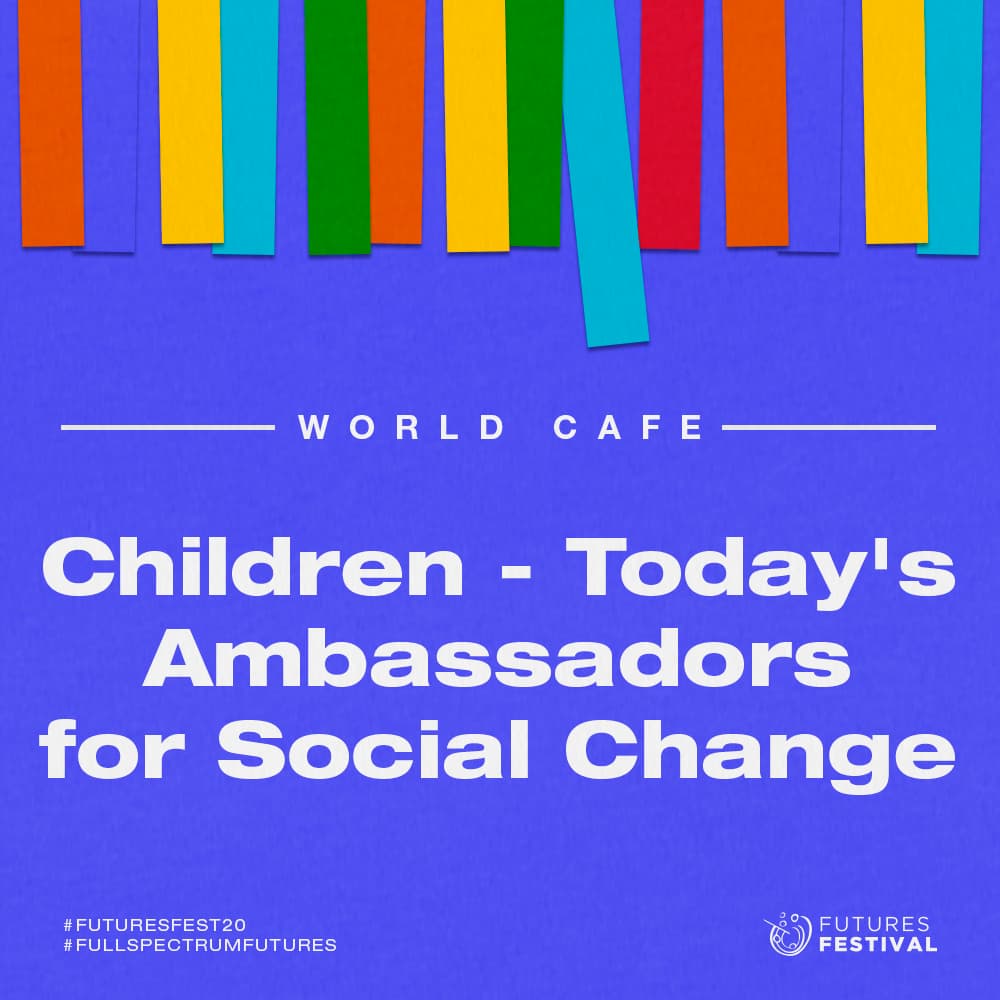 WORLD CAFE
Children - Today's
Ambassadors
for Social Change
#FUTURESFEST20
#FULLSPECTRUMFUTURES
FUTURES
FESTIVAL